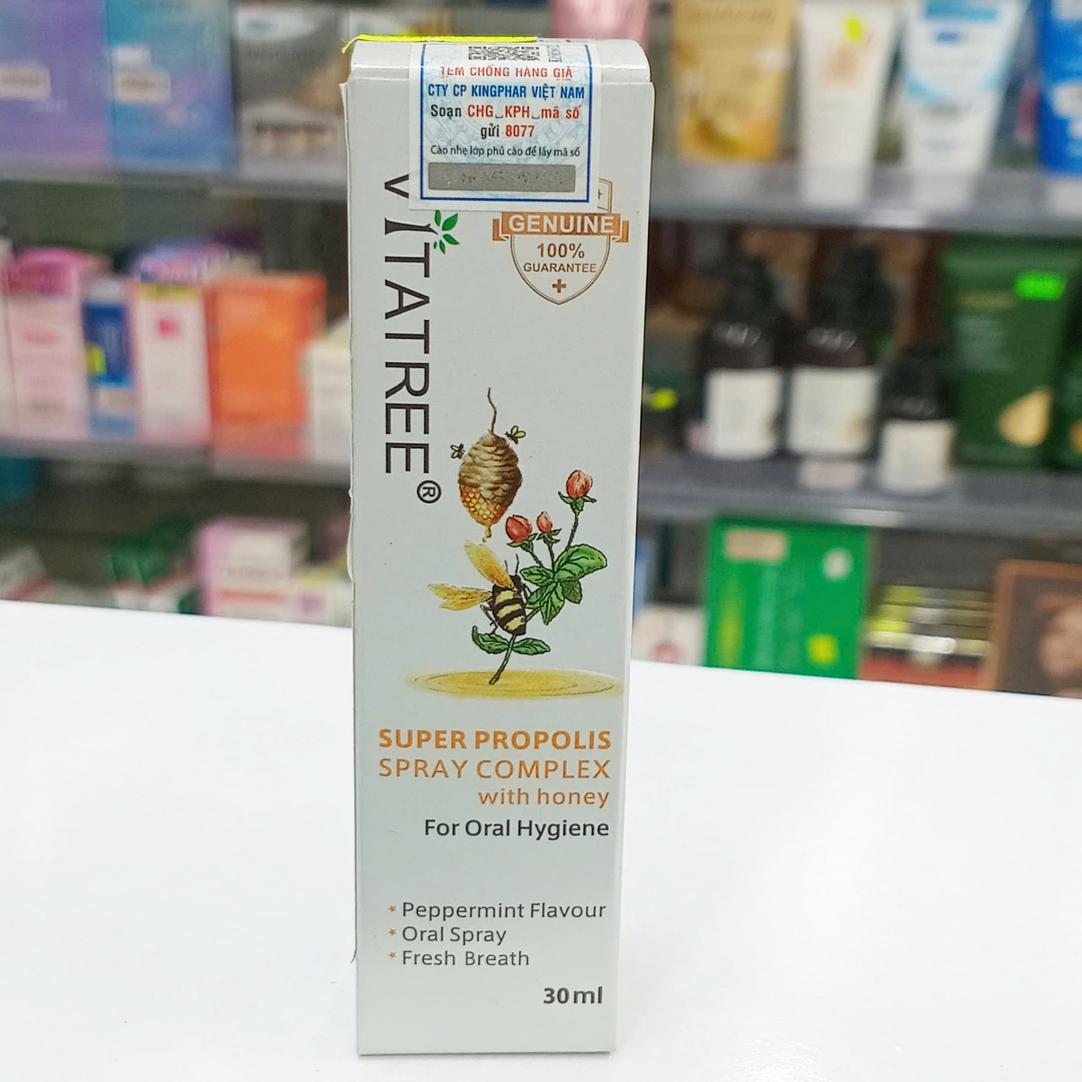 TEM CHỐNG HÀNG GIẢ
CTY CP KINGPHAR VIỆT NAM
Soạn CHG_KPH_mã số
gửi 8077
Cào nhẹ lớp phủ cào để lấy mã số
VITATREE®
GENUINE
100%
GUARANTEE
SUPER PROPOLIS
SPRAY COMPLEX
with honey
For Oral Hygiene
* Peppermint Flavour
* Oral Spray
* Fresh Breath
30ml